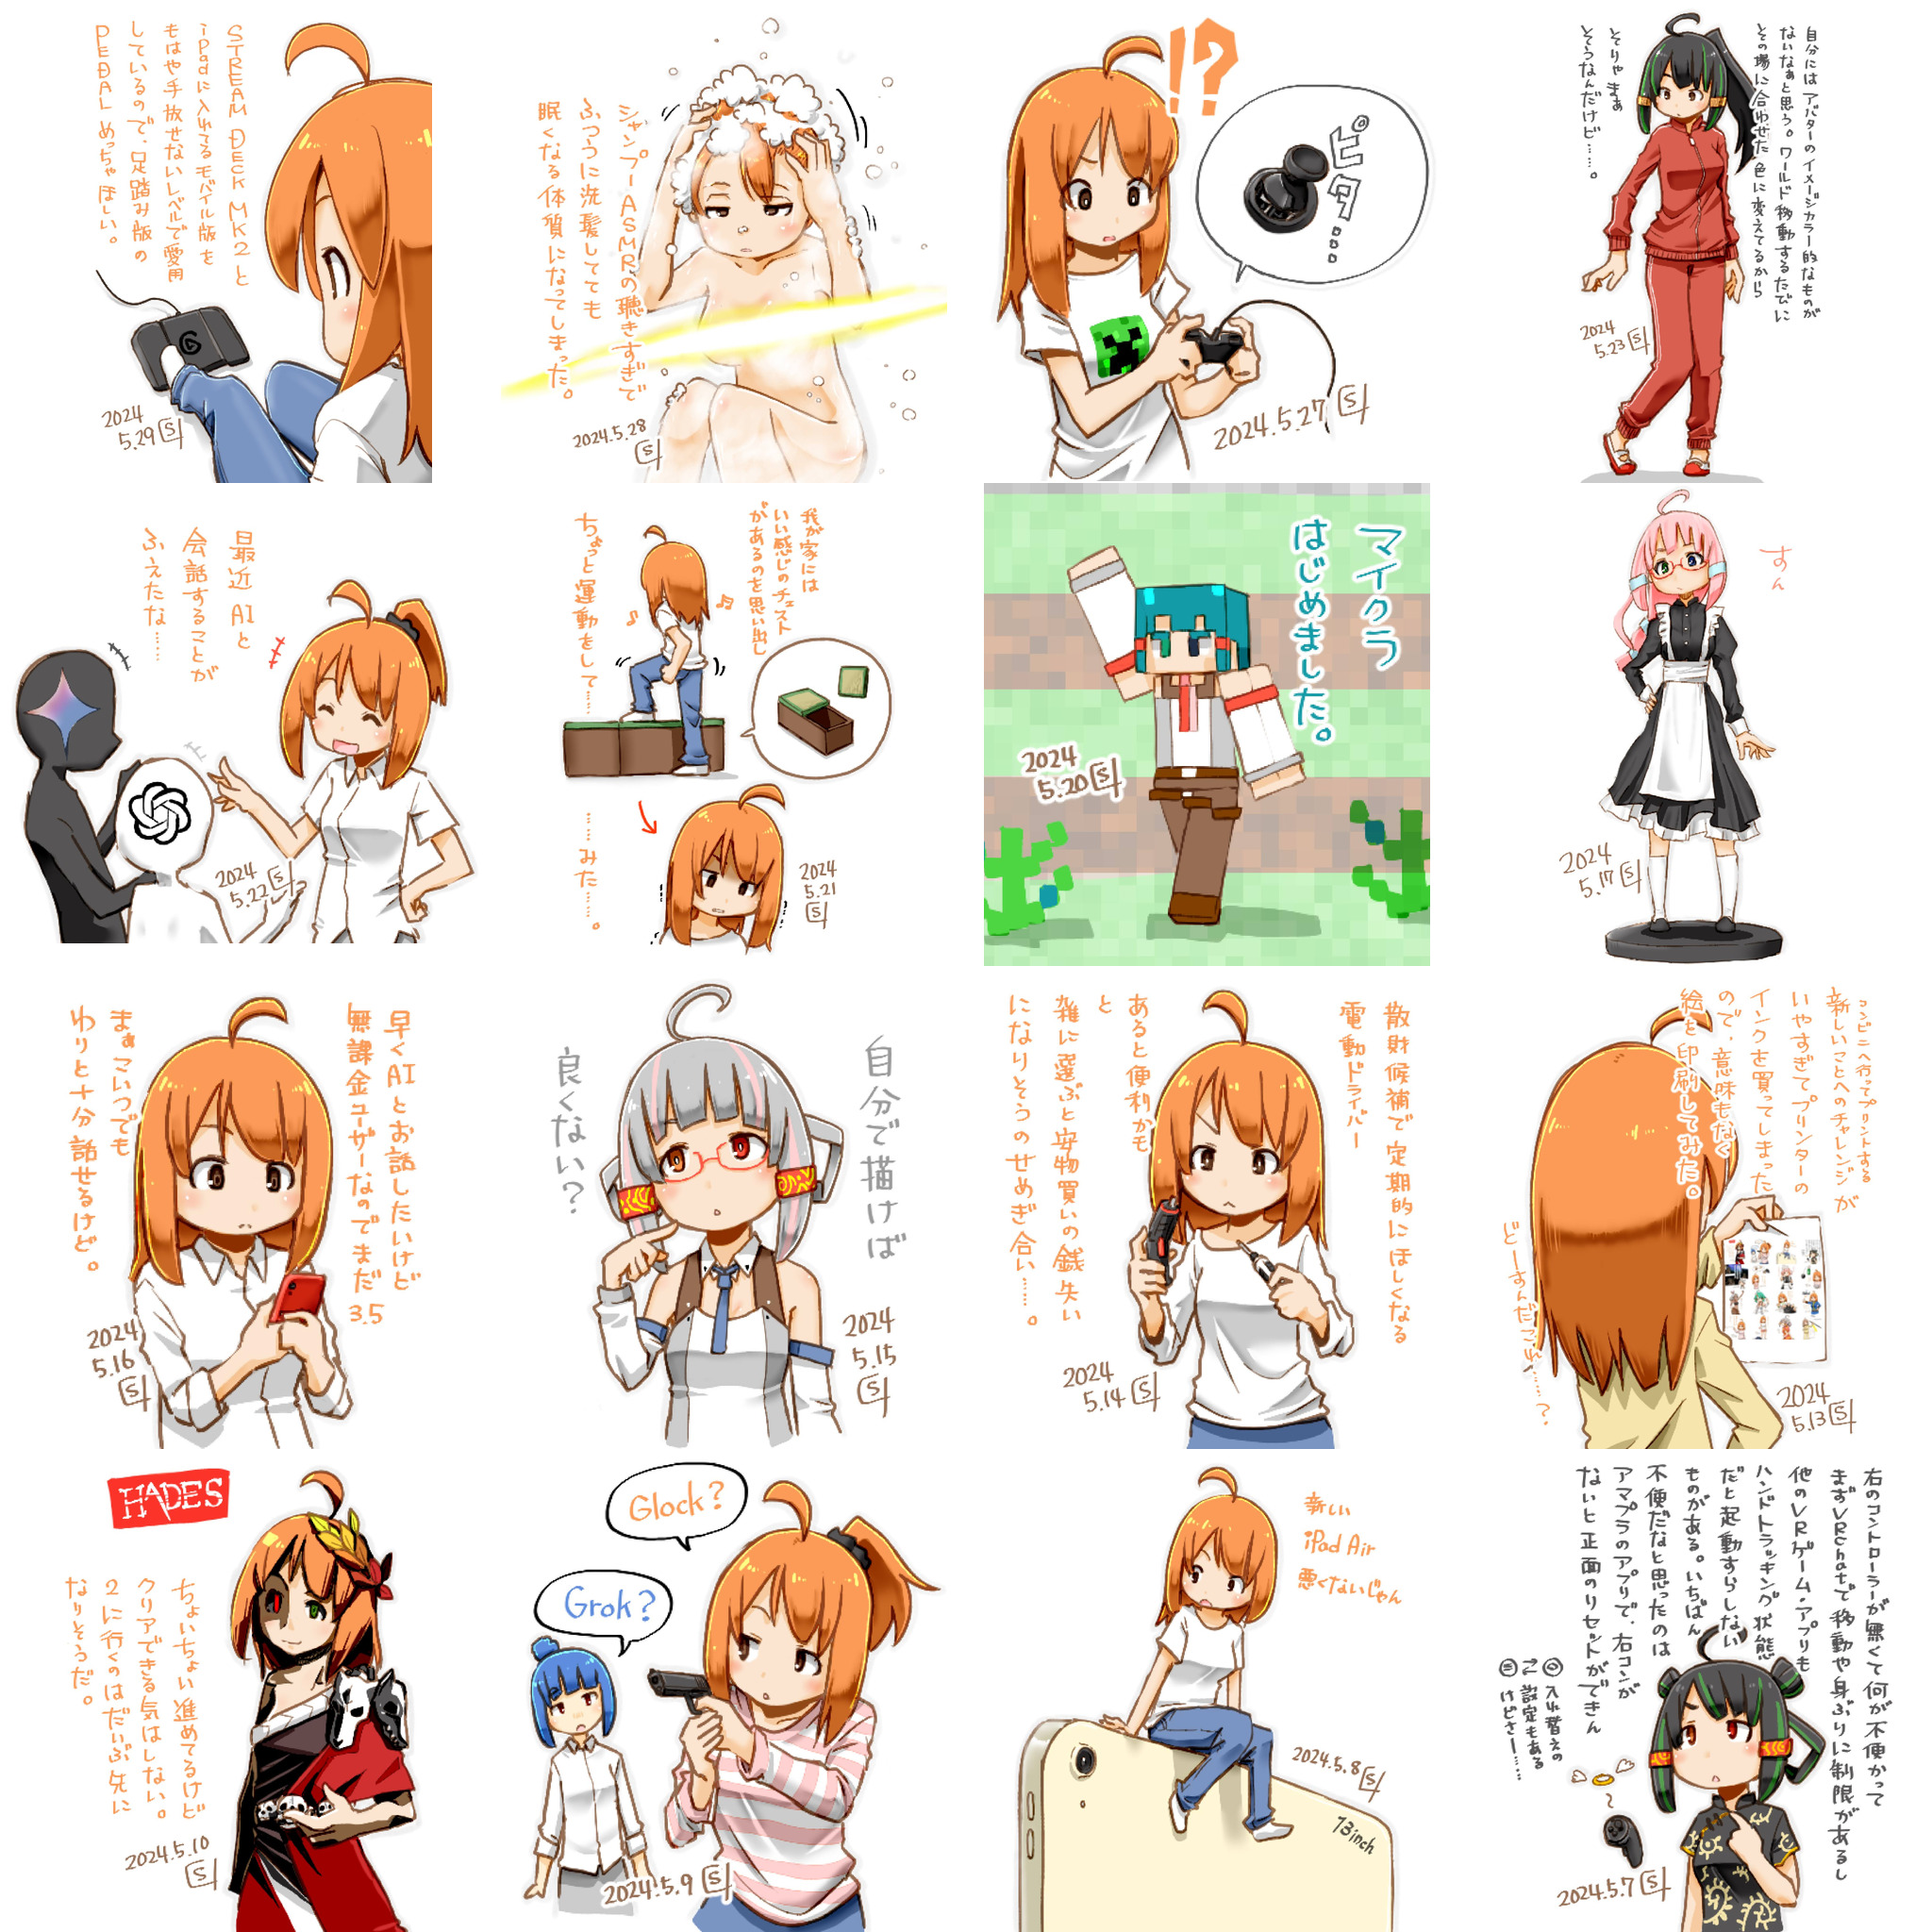 STREAM DECK MK2 と
iPadに入れてるモバイル版を
もはや手放せないレベルで愛用
しているので、足踏み版の
PEDAL めっちゃほしい。
2024
5.29 S
シャンプーASMRの聴きすぎで
ふつうに洗髪してても
眠くなる体質になってしまった。
2024.5.28
S
!?
ピタ…
2024.5.27 S
自分にはアバターのイメージカラー的なものが
ないなぁと思う。ワールド移動するたびに
その場に合わせた色に変えてるから
そりゃまぁ
そうなんだけど……。
2024
5.23 S
最近AIと
会話することが
ふえたな……
2024
5.22 S
我が家には
いい感じのチェスト
があるのを思い出し
ちょっと運動をして……
……みた……。
2024
5.21
S
マイクラ
はじめました。
2024
5.20 S
すん
2024
5.17 S
早くAIとお話したいけど
無課金ユーザーなのでまだ3.5
まぁこいつでも
わりと十分話せるけど。
2024
5.16
S
自分で描けば
良くない？
2024
5.15
S
散財候補で定期的にほしくなる
電動ドライバー
あると便利かも
と
雑に選ぶと安物買いの銭失い
になりそうのせめぎ合い……。
2024
5.14 S
コンビニへ行ってプリントする
新しいことへのチャレンジが
いやすぎてプリンターの
インクを買ってしまった
ので、意味もなく
絵を印刷してみた。
どーすんだこれ……？
2024
5.13 S
HADES
ちょいちょい進めてるけど
クリアできる気はしない。
2に行くのはだいぶ先に
なりそうだ。
2024.5.10
S
Glock?
Grok?
2024.5.9 S
新しい
iPad Air
悪くないじゃん
13inch
2024.5.8 S
右のコントローラーが無くて何が不便かって
まずVRChatで移動や身ぶりに制限があるし
他のVRゲーム・アプリも
ハンドトラッキング状態
だと起動すらしない
ものがある。いちばん
不便だなと思ったのは
アマプラのアプリで、右コンが
ないと正面のリセットができん
入れ替えの
設定もある
けどさー……
2024.5.7 S